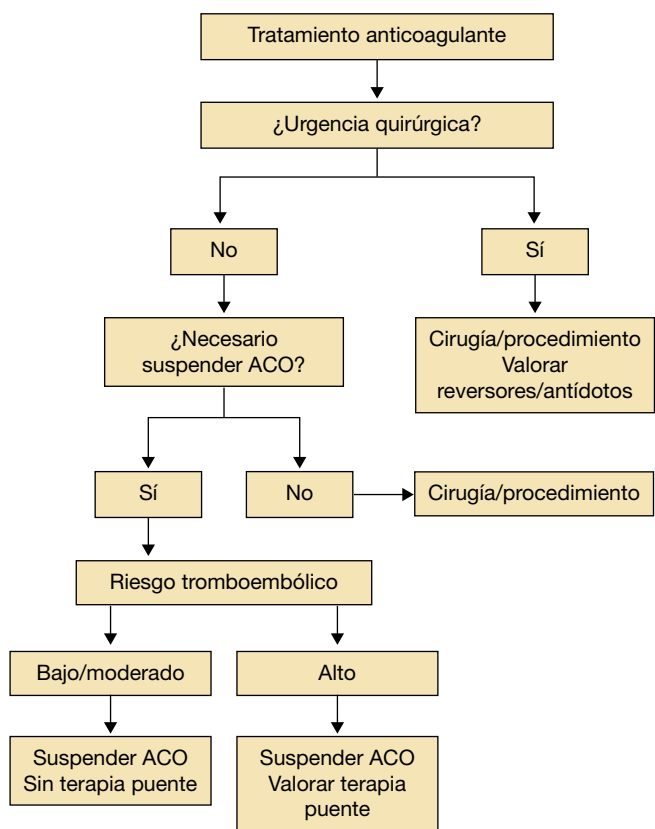 Tratamiento anticoagulante
¿Urgencia quirúrgica?
No
Sí
¿Necesario
suspender ACO?
Cirugía/procedimiento
Valorar
reversores/antídotos
Sí
No
Cirugía/procedimiento
Riesgo tromboembólico
Bajo/moderado
Alto
Suspender ACO
Sin terapia puente
Suspender ACO
Valorar terapia
puente